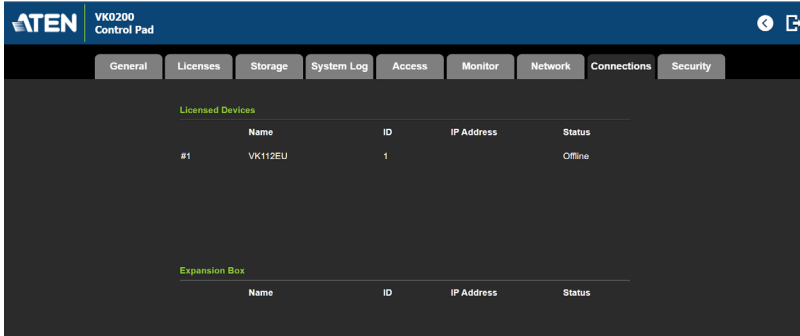 ATEN VK0200
Control Pad
General Licenses Storage System Log Access Monitor Network Connections Security
Licensed Devices
Name ID IP Address Status
#1 VK112EU 1 Offline
Expansion Box
Name ID IP Address Status